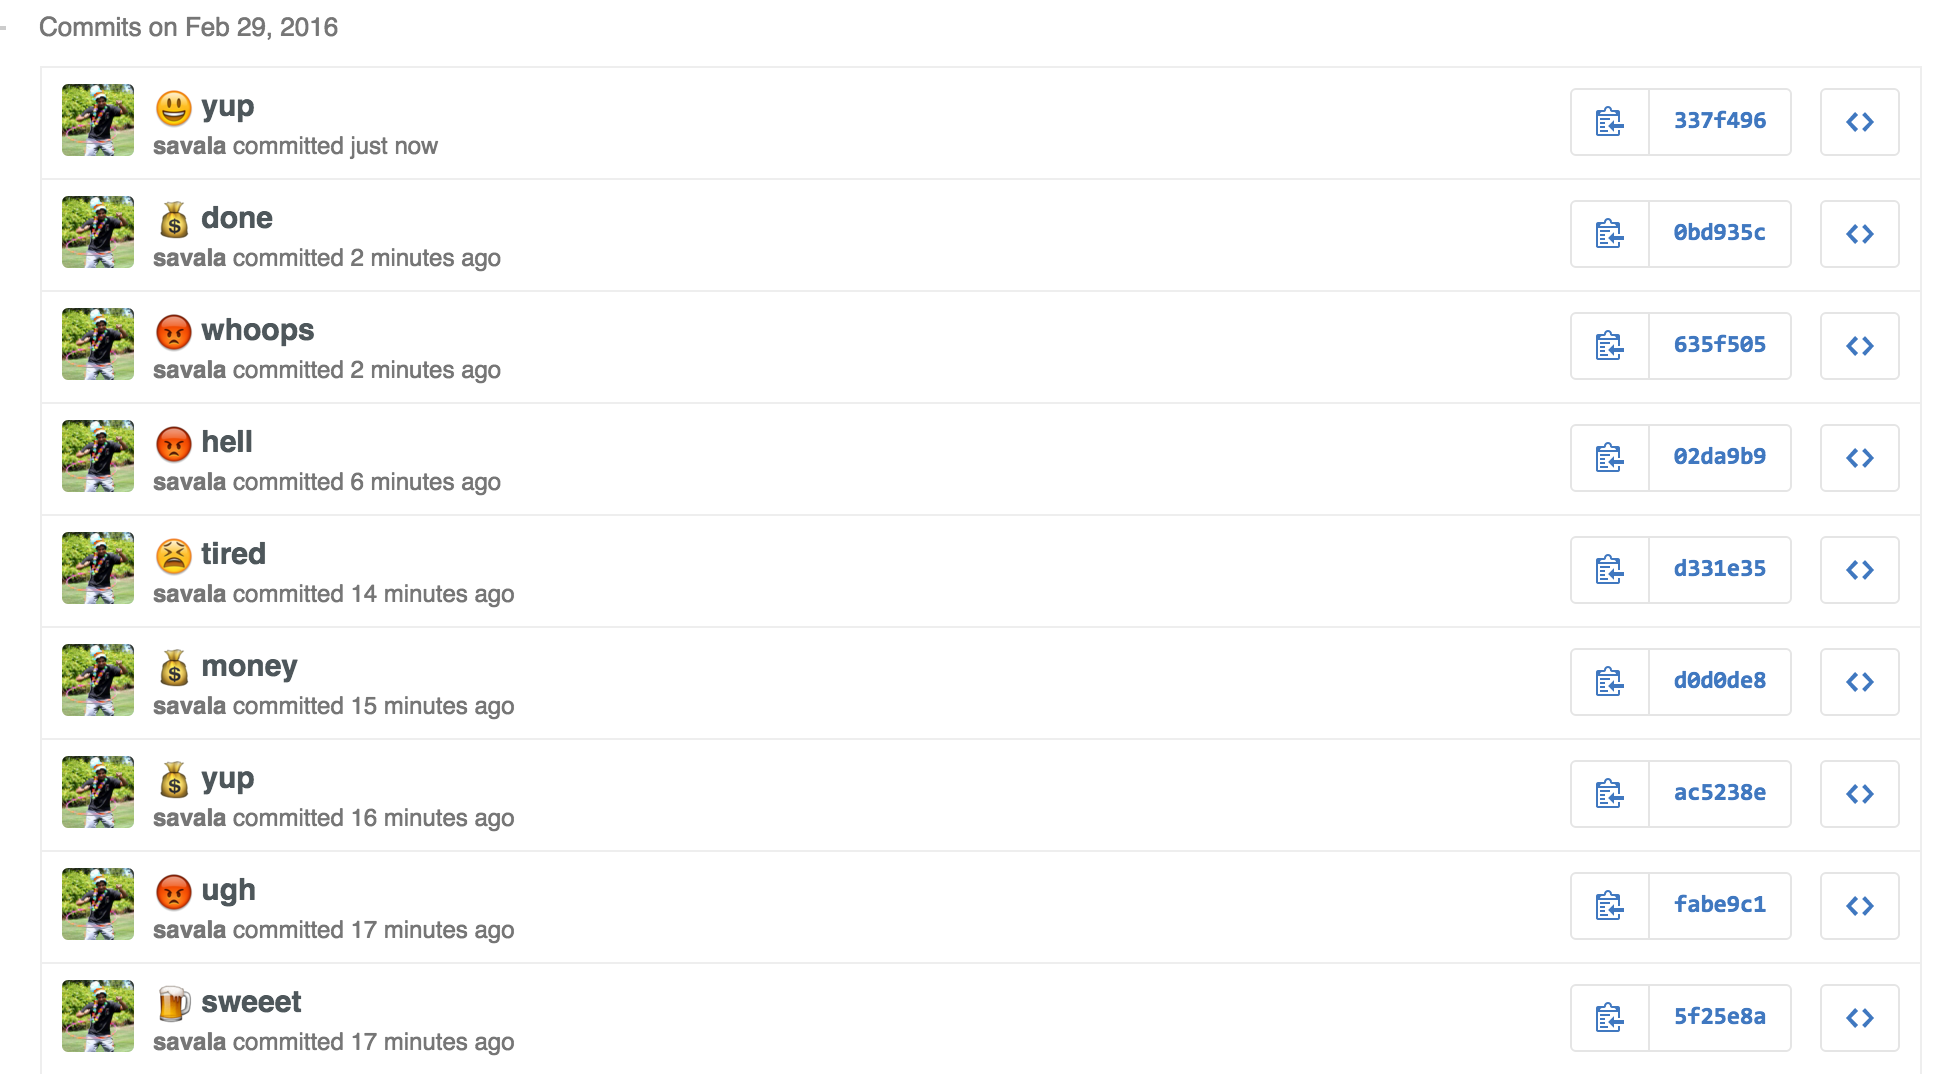 Commits on Feb 29, 2016
😃 yup
savala committed just now
337f496
💰 done
savala committed 2 minutes ago
0bd935c
😡 whoops
savala committed 2 minutes ago
635f505
😡 hell
savala committed 6 minutes ago
02da9b9
😫 tired
savala committed 14 minutes ago
d331e35
💰 money
savala committed 15 minutes ago
d0d0de8
💰 yup
savala committed 16 minutes ago
ac5238e
😡 ugh
savala committed 17 minutes ago
fabe9c1
🍺 sweeet
savala committed 17 minutes ago
5f25e8a